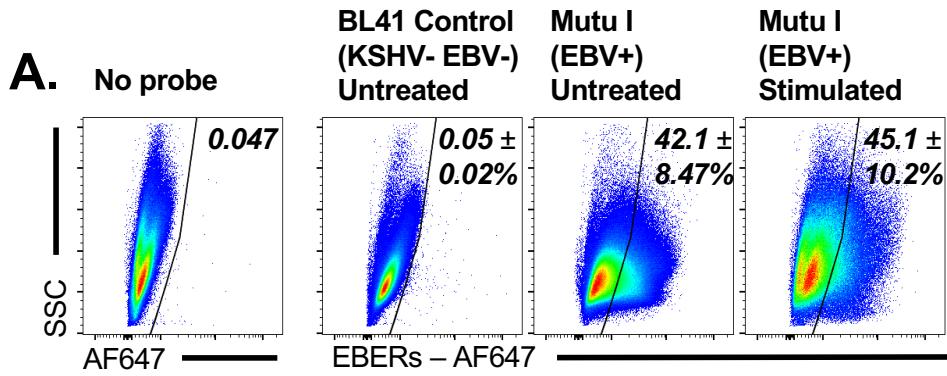 A.
No probe
BL41 Control
(KSHV- EBV-)
Untreated
Mutu I
(EBV+)
Untreated
Mutu I
(EBV+)
Stimulated
0.047
0.05 ±
0.02%
42.1 ±
8.47%
45.1 ±
10.2%
SSC
AF647
EBERs – AF647